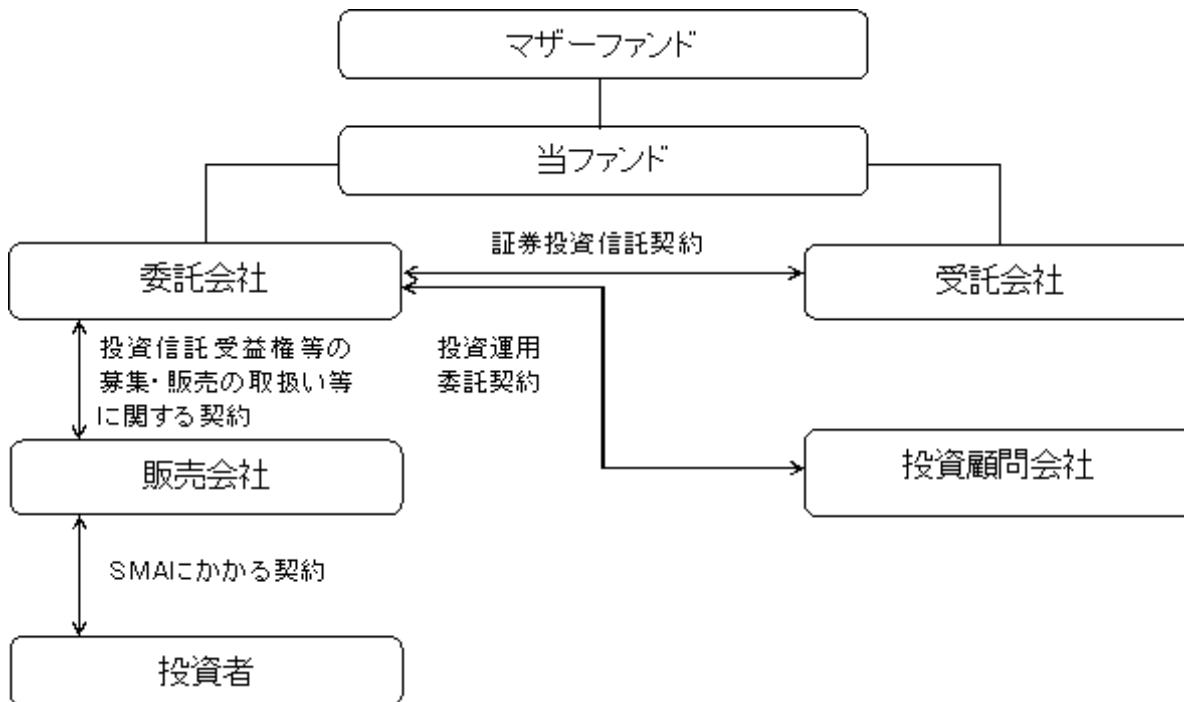 マザーファンド
当ファンド
証券投資信託契約
委託会社
受託会社
投資信託受益権等の
募集・販売の取扱い等
に関する契約
投資運用
委託契約
販売会社
投資顧問会社
SMAにかかる契約
投資者